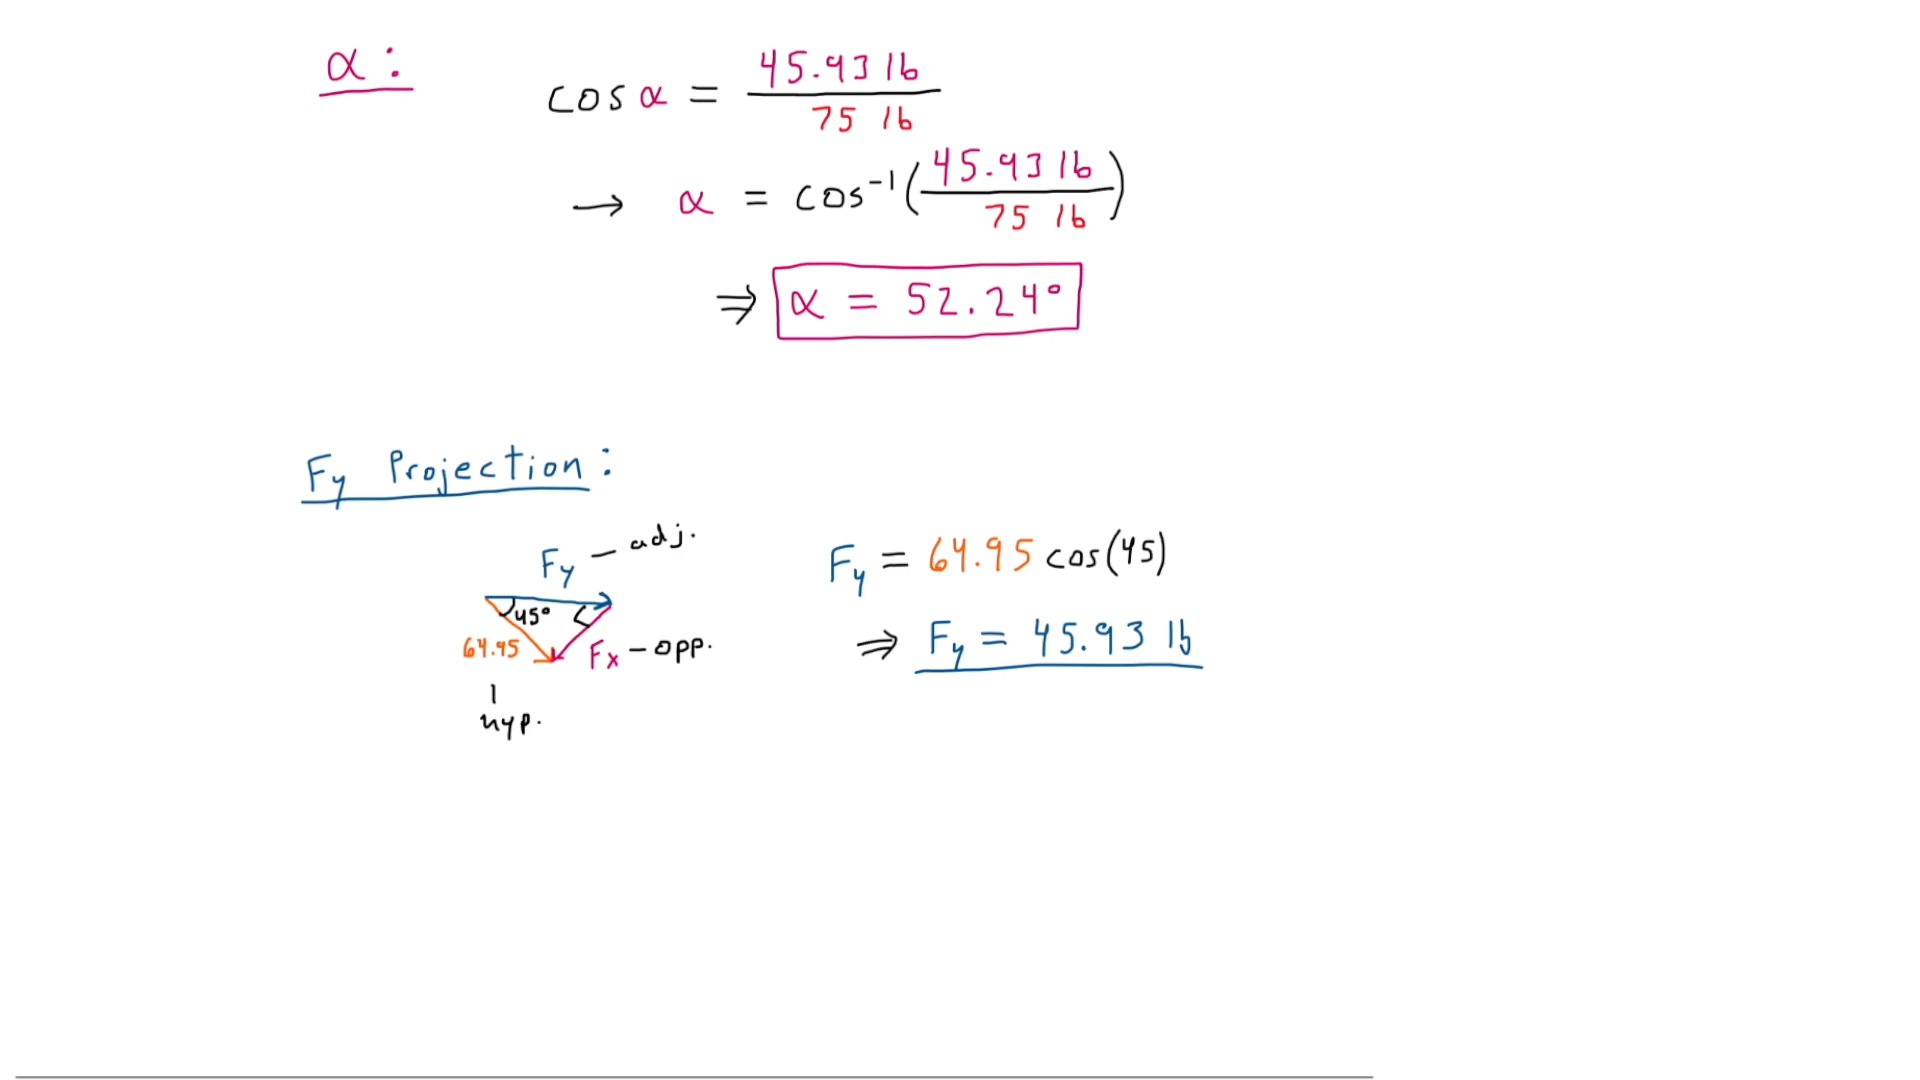 α:
cos α = 45.93 lb / 75 lb
→ α = cos⁻¹(45.93 lb / 75 lb)
⇒ α = 52.24°
Fy Projection:
Fy – adj.
45°
64.95
Fx – opp.
hyp.
Fy = 64.95 cos(45)
⇒ Fy = 45.93 lb